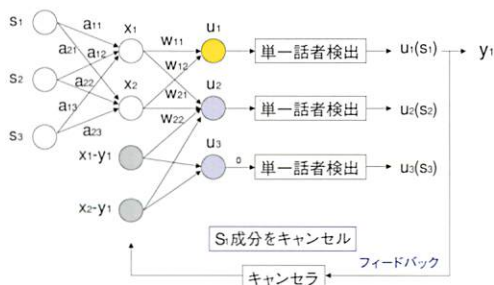 s1
s2
s3
a11
a12
a21
a22
a13
a23
x1
x2
x1-y1
x2-y1
w11
w12
w21
w22
u1
u2
u3
単一話者検出
単一話者検出
単一話者検出
u1(s1)
u2(s2)
u3(s3)
y1
S1成分をキャンセル
フィードバック
キャンセラ